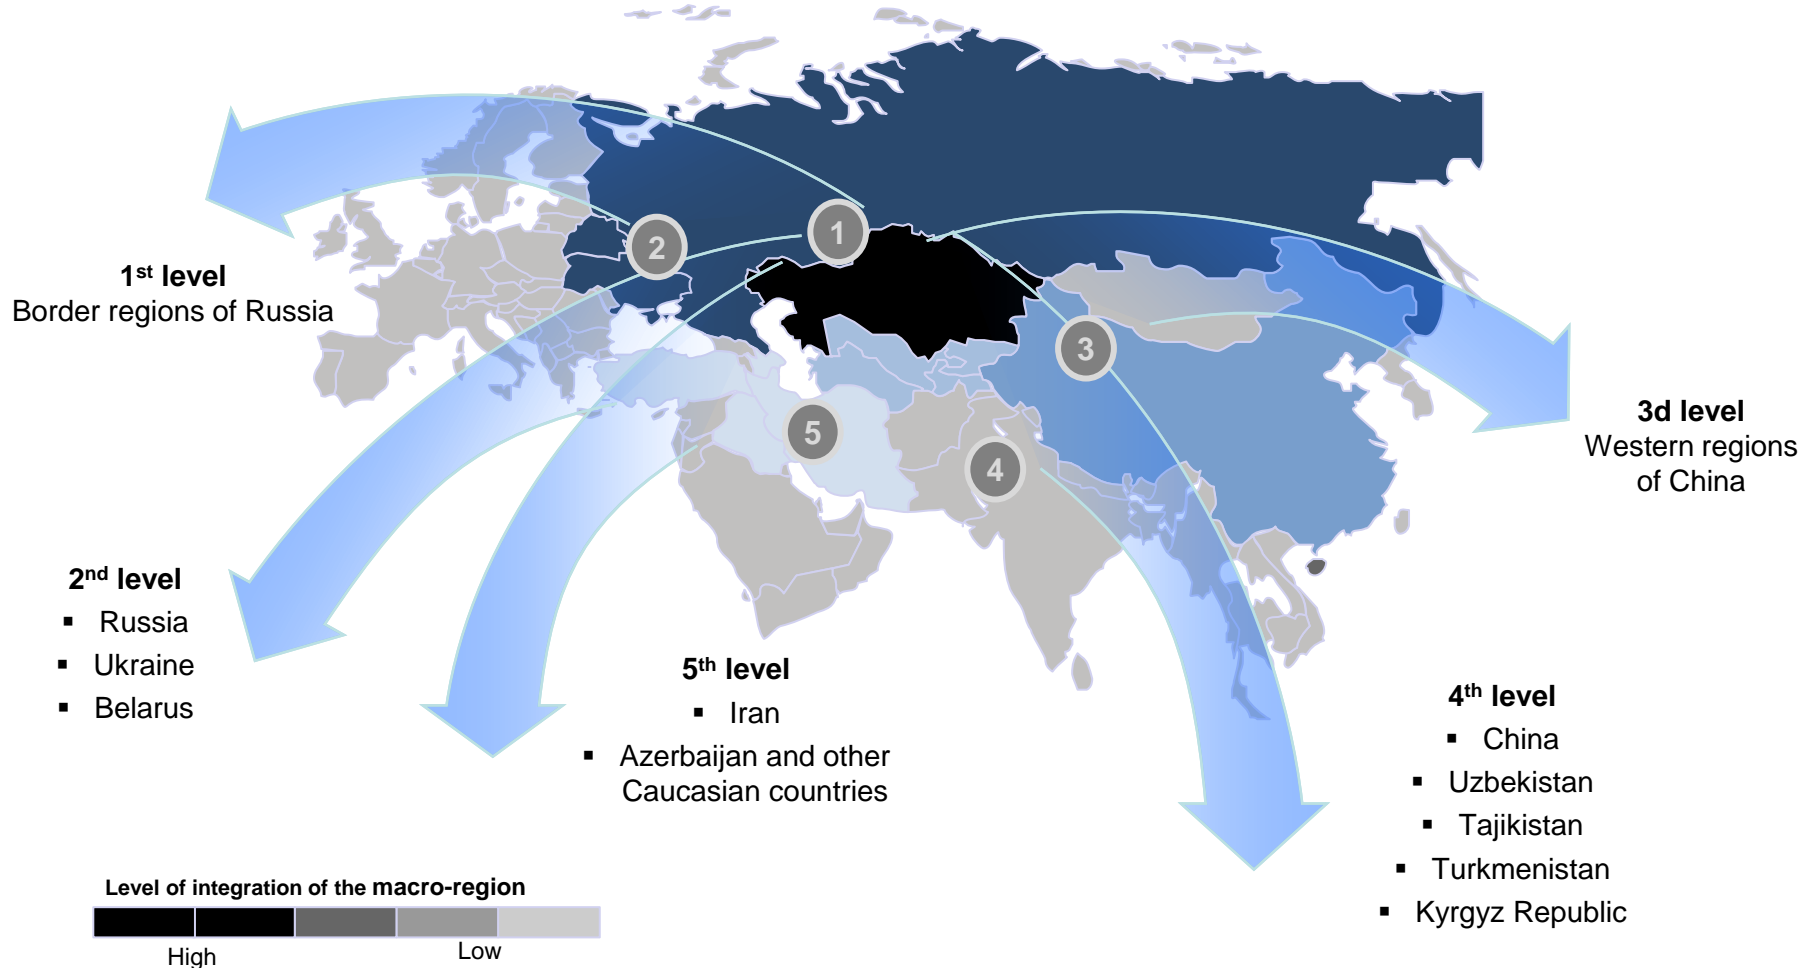 1
2
3
5
4
1st level
Border regions of Russia
3d level
Western regions
of China
2nd level
▪ Russia
▪ Ukraine
▪ Belarus
5th level
▪ Iran
▪ Azerbaijan and other
Caucasian countries
4th level
▪ China
▪ Uzbekistan
▪ Tajikistan
▪ Turkmenistan
▪ Kyrgyz Republic
Level of integration of the macro-region
High
Low